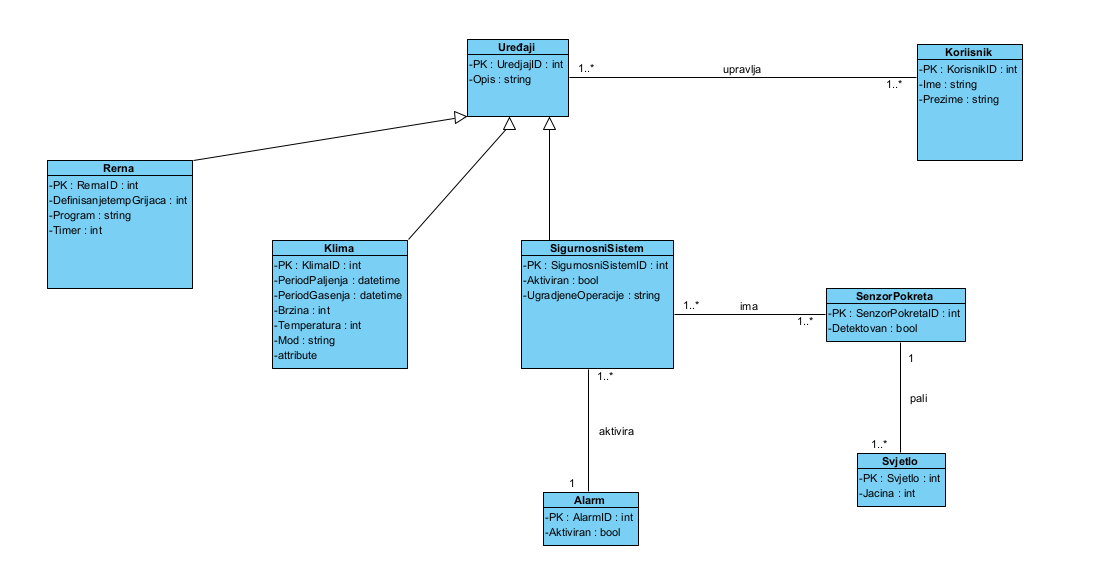 Uređaji
-PK : UredjajID : int
-Opis : string
1..*
upravlja
1..*
Koriisnik
-PK : KorisnikID : int
-Ime : string
-Prezime : string
Rerna
-PK : RernaID : int
-DefinisanjetempGrijaca : int
-Program : string
-Timer : int
Klima
-PK : KlimaID : int
-PeriodPaljenja : datetime
-PeriodGasenja : datetime
-Brzina : int
-Temperatura : int
-Mod : string
-attribute
SigurnosniSistem
-PK : SigurnosniSistemID : int
-Aktiviran : bool
-UgradjeneOperacije : string
1..*
ima
1..*
SenzorPokreta
-PK : SenzorPokretaID : int
-Detektovan : bool
1
pali
1..*
Svjetlo
-PK : Svjetlo : int
-Jacina : int
1..*
aktivira
1
Alarm
-PK : AlarmID : int
-Aktiviran : bool